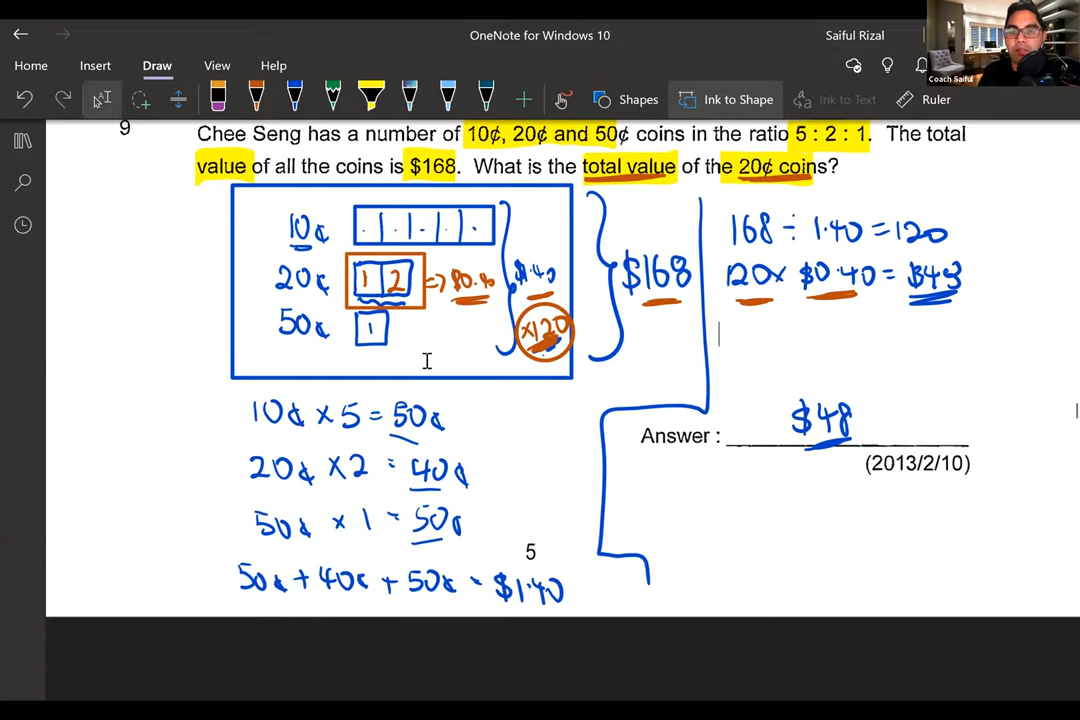 OneNote for Windows 10
Saiful Rizal
Coach Saiful
Home Insert Draw View Help
Shapes Ink to Shape Ink to Text Ruler
9 Chee Seng has a number of 10¢, 20¢ and 50¢ coins in the ratio 5 : 2 : 1. The total
value of all the coins is $168. What is the total value of the 20¢ coins?
10¢
20¢ 1 2 => $0.40 $1.40 $168
50¢ 1 ×120
168 ÷ 1.40 = 120
120 × $0.40 = $48
10¢ × 5 = 50¢
20¢ × 2 = 40¢
50¢ × 1 = 50¢
50¢ + 40¢ + 50¢ = $1.40
Answer : $48
(2013/2/10)
5